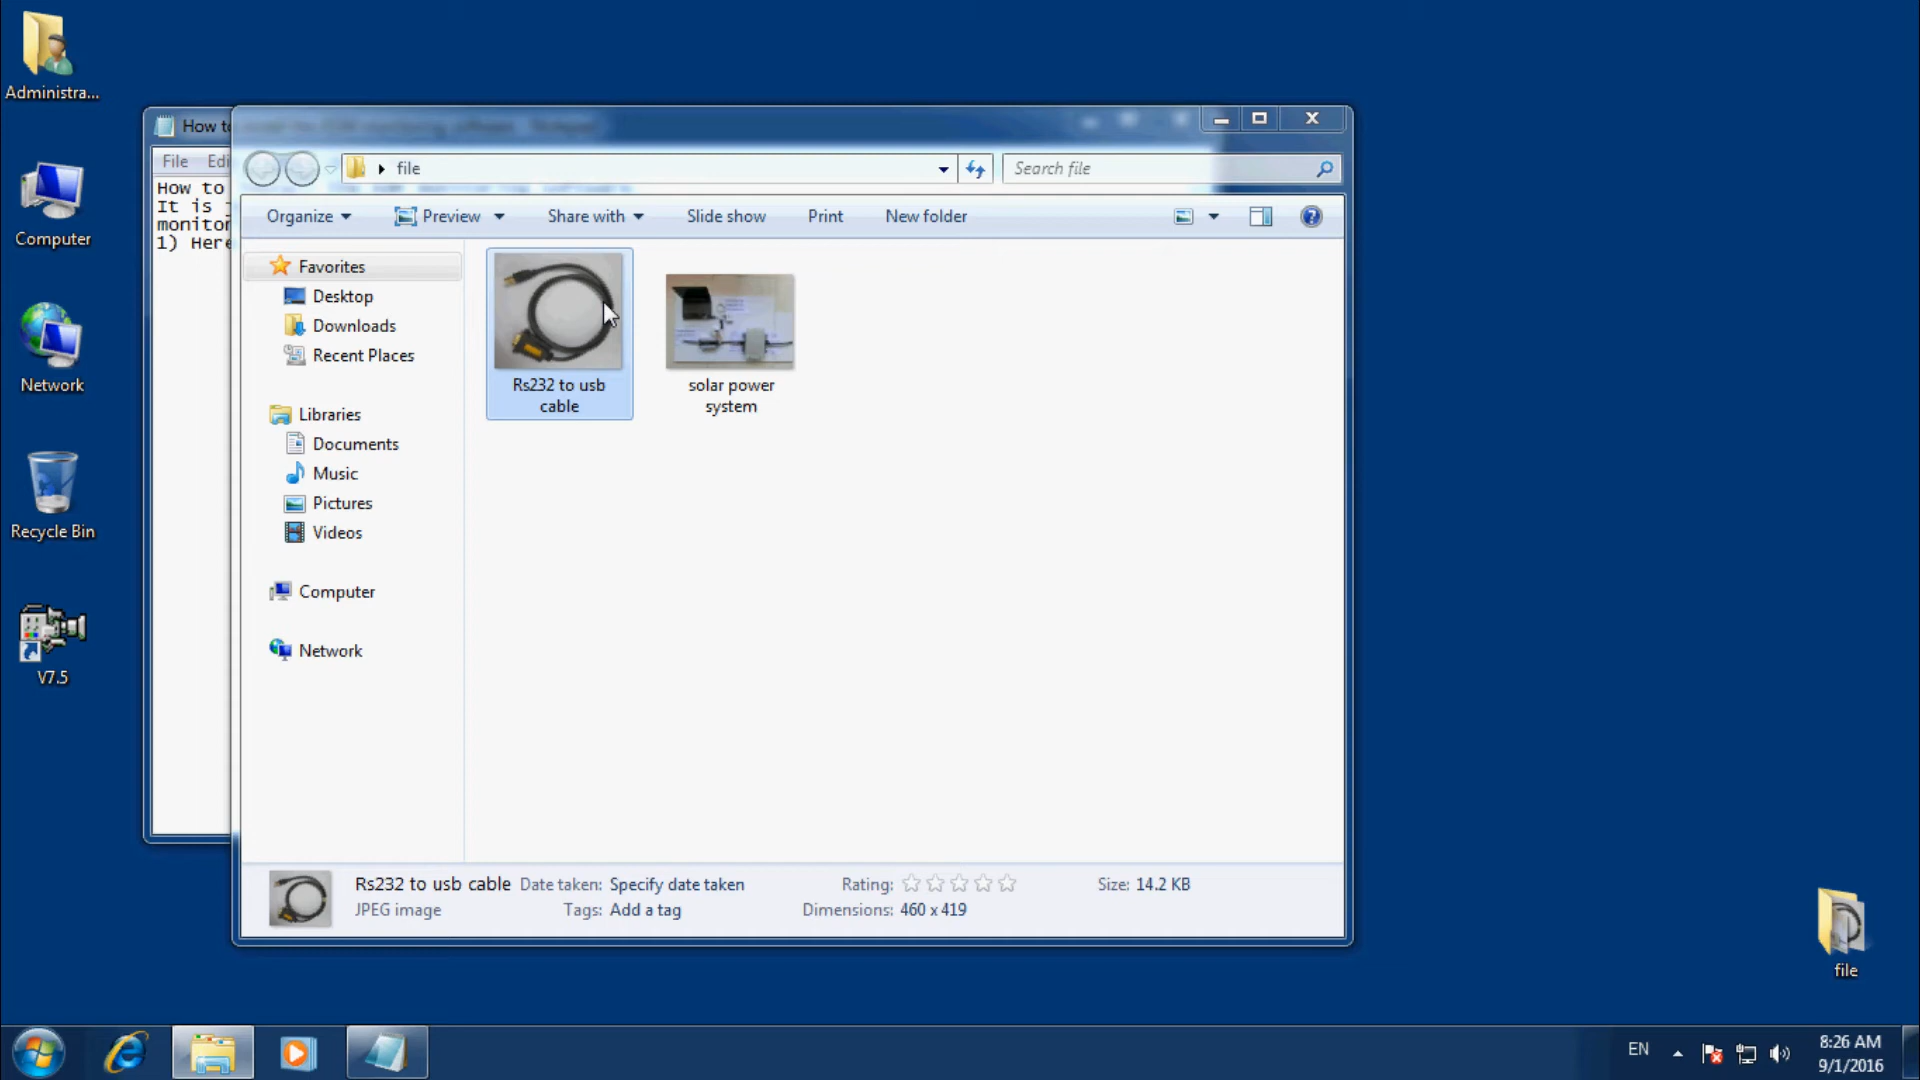 Administra...
Computer
Network
Recycle Bin
V7.5
How to
File Edi
How to
It is
monitor
1) Here
file
Search file
Organize
Preview
Share with
Slide show
Print
New folder
Favorites
Desktop
Downloads
Recent Places
Libraries
Documents
Music
Pictures
Videos
Computer
Network
Rs232 to usb
cable
solar power
system
Rs232 to usb cable Date taken: Specify date taken Rating: Size: 14.2 KB
JPEG image Tags: Add a tag Dimensions: 460 x 419
file
EN
8:26 AM
9/1/2016